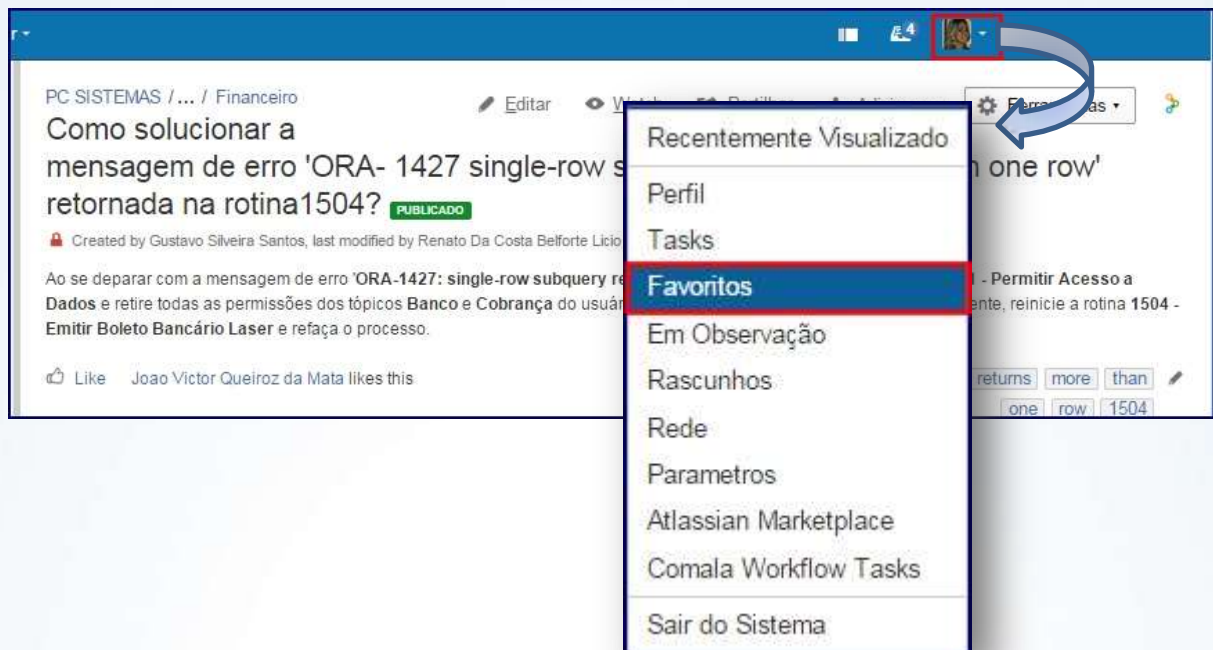 r
4
PC SISTEMAS / ... / Financeiro
Editar
Como solucionar a
mensagem de erro 'ORA- 1427 single-row one row'
retornada na rotina1504? PUBLICADO
Created by Gustavo Silveira Santos, last modified by Renato Da Costa Belforte Licio
Ao se deparar com a mensagem de erro 'ORA-1427: single-row subquery - Permitir Acesso a
Dados e retire todas as permissões dos tópicos Banco e Cobrança do reinicie a rotina 1504 -
Emitir Boleto Bancário Laser e refaça o processo.
Like Joao Victor Queiroz da Mata likes this
returns more than
one row 1504
Recentemente Visualizado
Perfil
Tasks
Favoritos
Em Observação
Rascunhos
Rede
Parametros
Atlassian Marketplace
Comala Workflow Tasks
Sair do Sistema